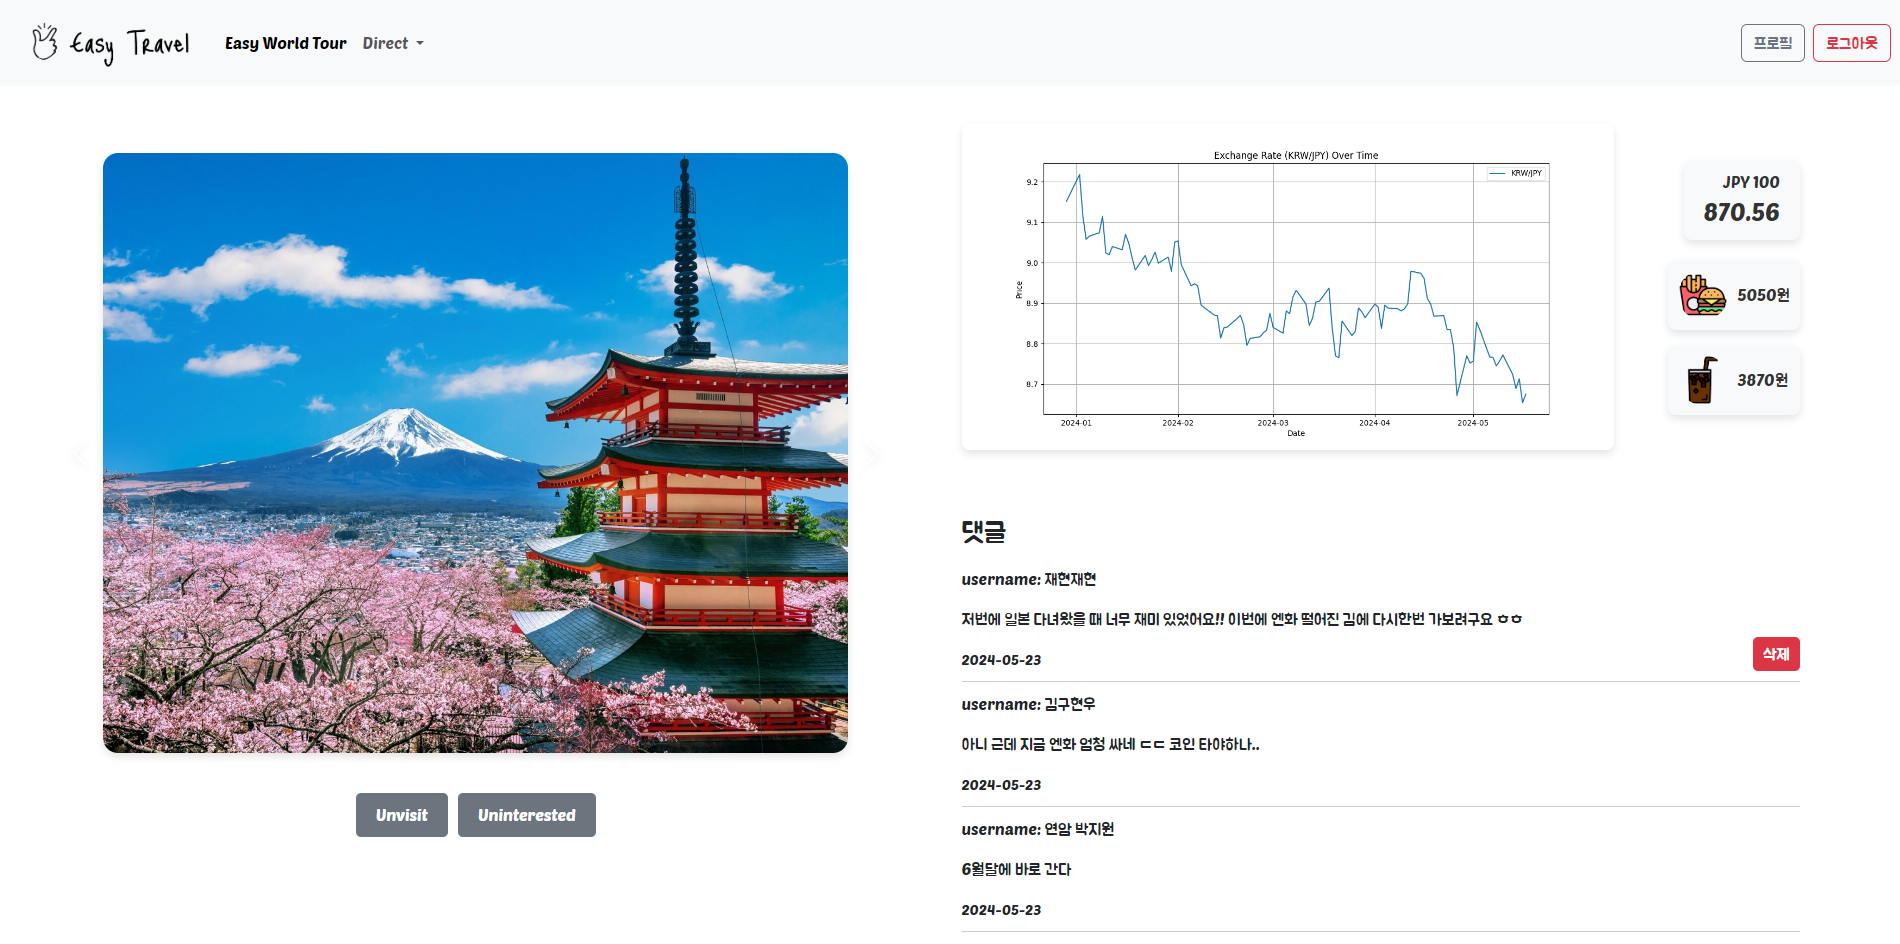 Easy Travel
Easy World Tour
Direct
프로필
로그아웃
Exchange Rate (KRW/JPY) Over Time
KRW/JPY
9.2
9.1
9.0
8.9
8.8
8.7
Price
2024-01
2024-02
2024-03
2024-04
2024-05
Date
JPY 100
870.56
5050원
3870원
Unvisit
Uninterested
댓글
username: 재현재현
저번에 일본 다녀왔을 때 너무 재미 있었어요!! 이번에 엔화 떨어진 김에 다시한번 가보려구요 ㅎㅎ
2024-05-23
삭제
username: 김구현우
아니 근데 지금 엔화 엄청 싸네 ㄷㄷ 코인 타야하나..
2024-05-23
username: 연암 박지원
6월달에 바로 간다
2024-05-23